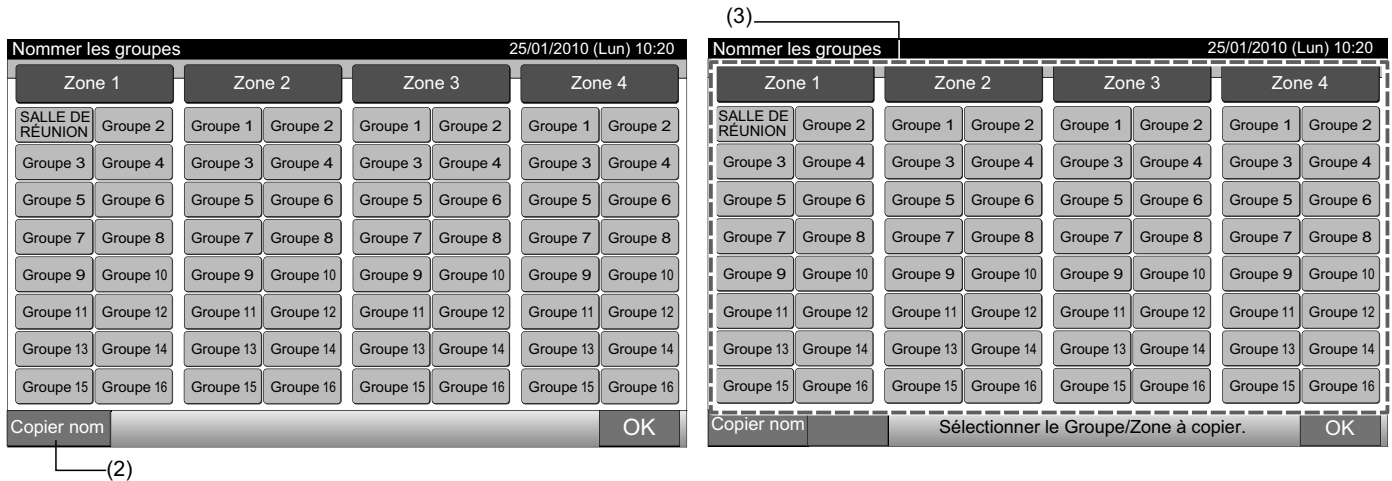 (3)
Nommer les groupes 25/01/2010 (Lun) 10:20
Zone 1 Zone 2 Zone 3 Zone 4
SALLE DE RÉUNION Groupe 2 Groupe 1 Groupe 2 Groupe 1 Groupe 2 Groupe 1 Groupe 2
Groupe 3 Groupe 4 Groupe 3 Groupe 4 Groupe 3 Groupe 4 Groupe 3 Groupe 4
Groupe 5 Groupe 6 Groupe 5 Groupe 6 Groupe 5 Groupe 6 Groupe 5 Groupe 6
Groupe 7 Groupe 8 Groupe 7 Groupe 8 Groupe 7 Groupe 8 Groupe 7 Groupe 8
Groupe 9 Groupe 10 Groupe 9 Groupe 10 Groupe 9 Groupe 10 Groupe 9 Groupe 10
Groupe 11 Groupe 12 Groupe 11 Groupe 12 Groupe 11 Groupe 12 Groupe 11 Groupe 12
Groupe 13 Groupe 14 Groupe 13 Groupe 14 Groupe 13 Groupe 14 Groupe 13 Groupe 14
Groupe 15 Groupe 16 Groupe 15 Groupe 16 Groupe 15 Groupe 16 Groupe 15 Groupe 16
Copier nom OK
(2)
Nommer les groupes 25/01/2010 (Lun) 10:20
Zone 1 Zone 2 Zone 3 Zone 4
SALLE DE RÉUNION Groupe 2 Groupe 1 Groupe 2 Groupe 1 Groupe 2 Groupe 1 Groupe 2
Groupe 3 Groupe 4 Groupe 3 Groupe 4 Groupe 3 Groupe 4 Groupe 3 Groupe 4
Groupe 5 Groupe 6 Groupe 5 Groupe 6 Groupe 5 Groupe 6 Groupe 5 Groupe 6
Groupe 7 Groupe 8 Groupe 7 Groupe 8 Groupe 7 Groupe 8 Groupe 7 Groupe 8
Groupe 9 Groupe 10 Groupe 9 Groupe 10 Groupe 9 Groupe 10 Groupe 9 Groupe 10
Groupe 11 Groupe 12 Groupe 11 Groupe 12 Groupe 11 Groupe 12 Groupe 11 Groupe 12
Groupe 13 Groupe 14 Groupe 13 Groupe 14 Groupe 13 Groupe 14 Groupe 13 Groupe 14
Groupe 15 Groupe 16 Groupe 15 Groupe 16 Groupe 15 Groupe 16 Groupe 15 Groupe 16
Copier nom Sélectionner le Groupe/Zone à copier. OK